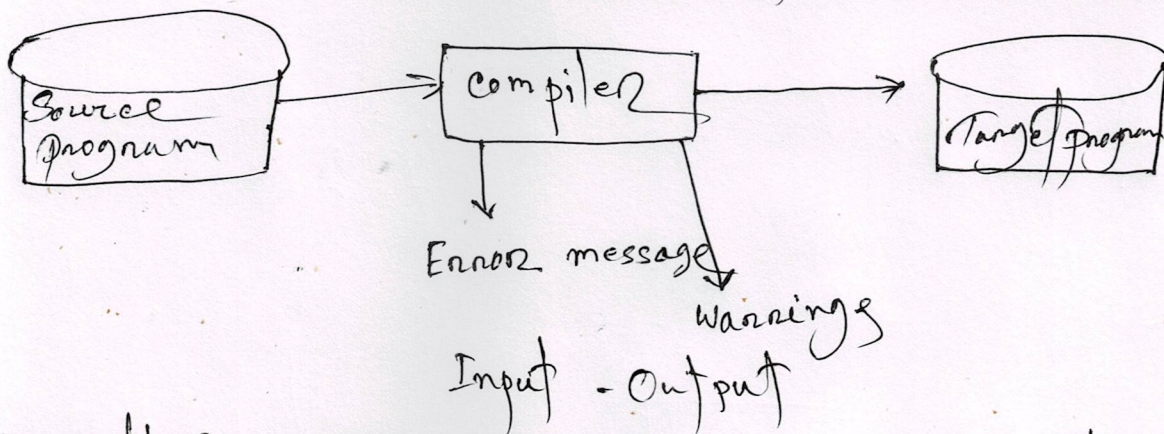 Source
program
Compiler
Target program
Error message
Warnings
Input - Output